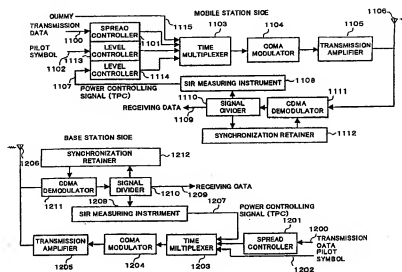 QUMMY
MOBILE STATION SIDE
1106
TRANSMISSION DATA
SPREAD CONTROLLER
1115
1103
1104
1105
1100
1101
PILOT SYMBOL
1113
LEVEL CONTROLLER
TIME MULTIPLEXER
COMA MODULATOR
TRANSMISSION AMPLIFIER
1102
LEVEL CONTROLLER
1107
1114
POWER CONTROLLING SIGNAL (TPC)
1108
SIR MEASURING INSTRUMENT
1110
1111
RECEIVING DATA
SIGNAL DIVIDER
CDMA DEMODULATOR
1109
SYNCHRONIZATION RETAINER
1112
BASE STATION SIDE
1206
SYNCHRONIZATION RETAINER
1212
CDMA DEMODULATOR
SIGNAL DIVIDER
RECEIVING DATA
1209
1211
1210
1208
1207
SIR MEASURING INSTRUMENT
POWER CONTROLLING SIGNAL (TPC)
1201
1200
TRANSMISSION AMPLIFIER
COMA MODULATOR
TIME MILTIPLEXER
SPREAD CONTROLLER
TRANSMISSION DATA
PILOT SYMBOL
1205
1204
1203
1202